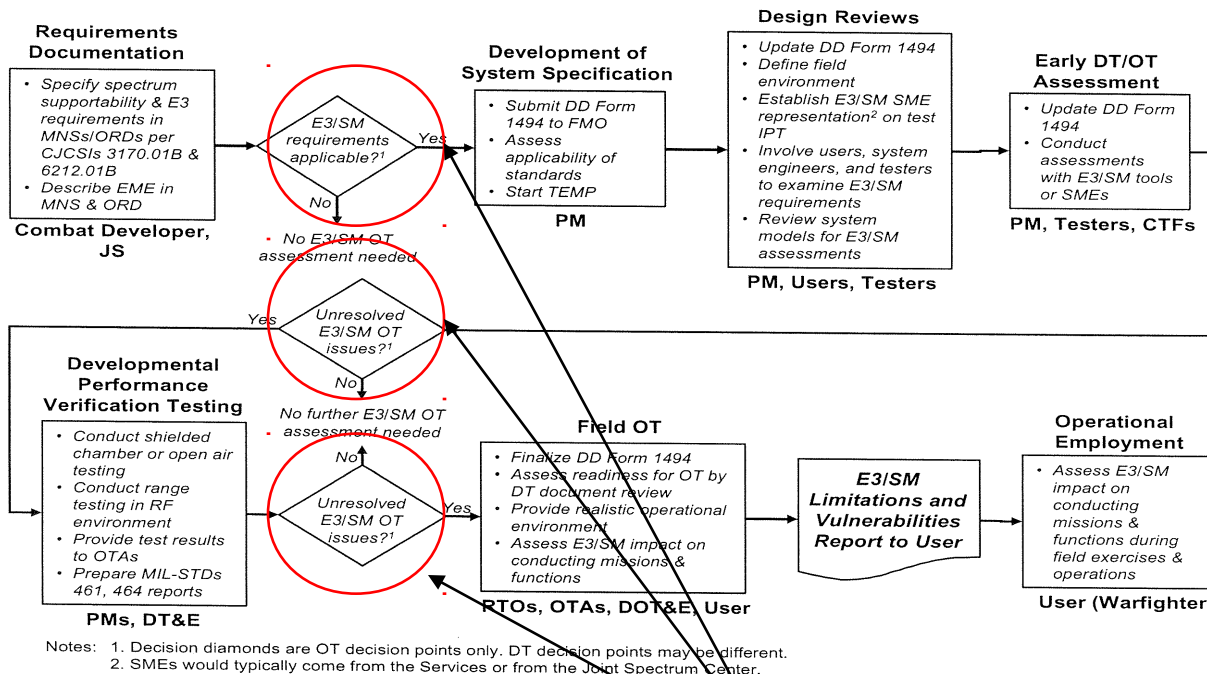 Requirements
Documentation
• Specify spectrum
supportability & E3
requirements in
MNSs/ORDs per
CJCSIs 3170.01B &
6212.01B
• Describe EME in
MNS & ORD
Combat Developer,
JS
E3/SM
requirements
applicable?¹
Yes
No
No E3/SM OT
assessment needed
Development of
System Specification
• Submit DD Form
1494 to FMO
• Assess
applicability of
standards
• Start TEMP
PM
Design Reviews
• Update DD Form 1494
• Define field
environment
• Establish E3/SM SME
representation² on test
IPT
• Involve users, system
engineers, and testers
to examine E3/SM
requirements
• Review system
models for E3/SM
assessments
PM, Users, Testers
Early DT/OT
Assessment
• Update DD Form
1494
• Conduct
assessments
with E3/SM tools
or SMEs
PM, Testers, CTFs
Unresolved
E3/SM OT
issues?¹
Yes
No
No further E3/SM OT
assessment needed
Developmental
Performance
Verification Testing
• Conduct shielded
chamber or open air
testing
• Conduct range
testing in RF
environment
• Provide test results
to OTAs
• Prepare MIL-STDs
461, 464 reports
PMs, DT&E
No
Unresolved
E3/SM OT
issues?¹
Yes
Field OT
• Finalize DD Form 1494
• Assess readiness for OT by
DT document review
• Provide realistic operational
environment
• Assess E3/SM impact on
conducting missions &
functions
RTOs, OTAs, DOT&E, User
E3/SM
Limitations and
Vulnerabilities
Report to User
Operational
Employment
• Assess E3/SM
impact on
conducting
missions &
functions during
field exercises &
operations
User (Warfighter
Notes: 1. Decision diamonds are OT decision points only. DT decision points may be different.
2. SMEs would typically come from the Services or from the Joint Spectrum Center.